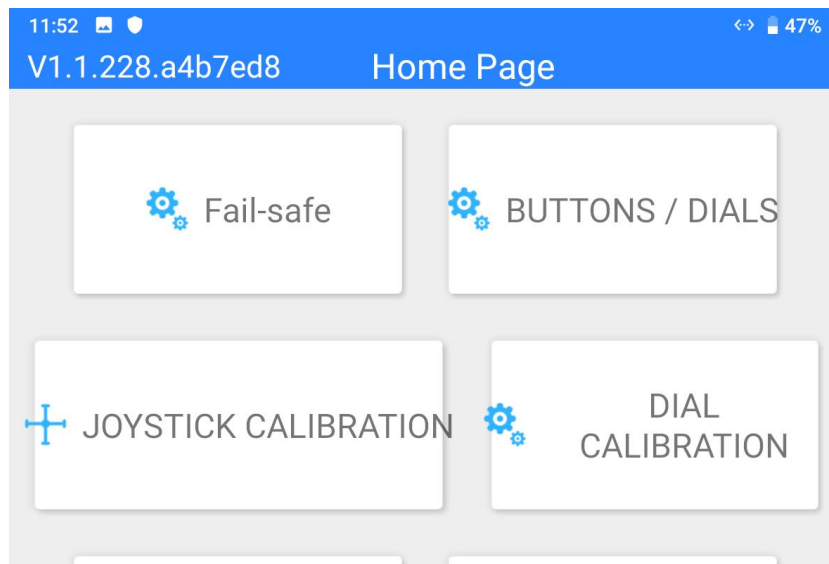 11:52 47%
V1.1.228.a4b7ed8 Home Page
Fail-safe
BUTTONS / DIALS
JOYSTICK CALIBRATION
DIAL
CALIBRATION